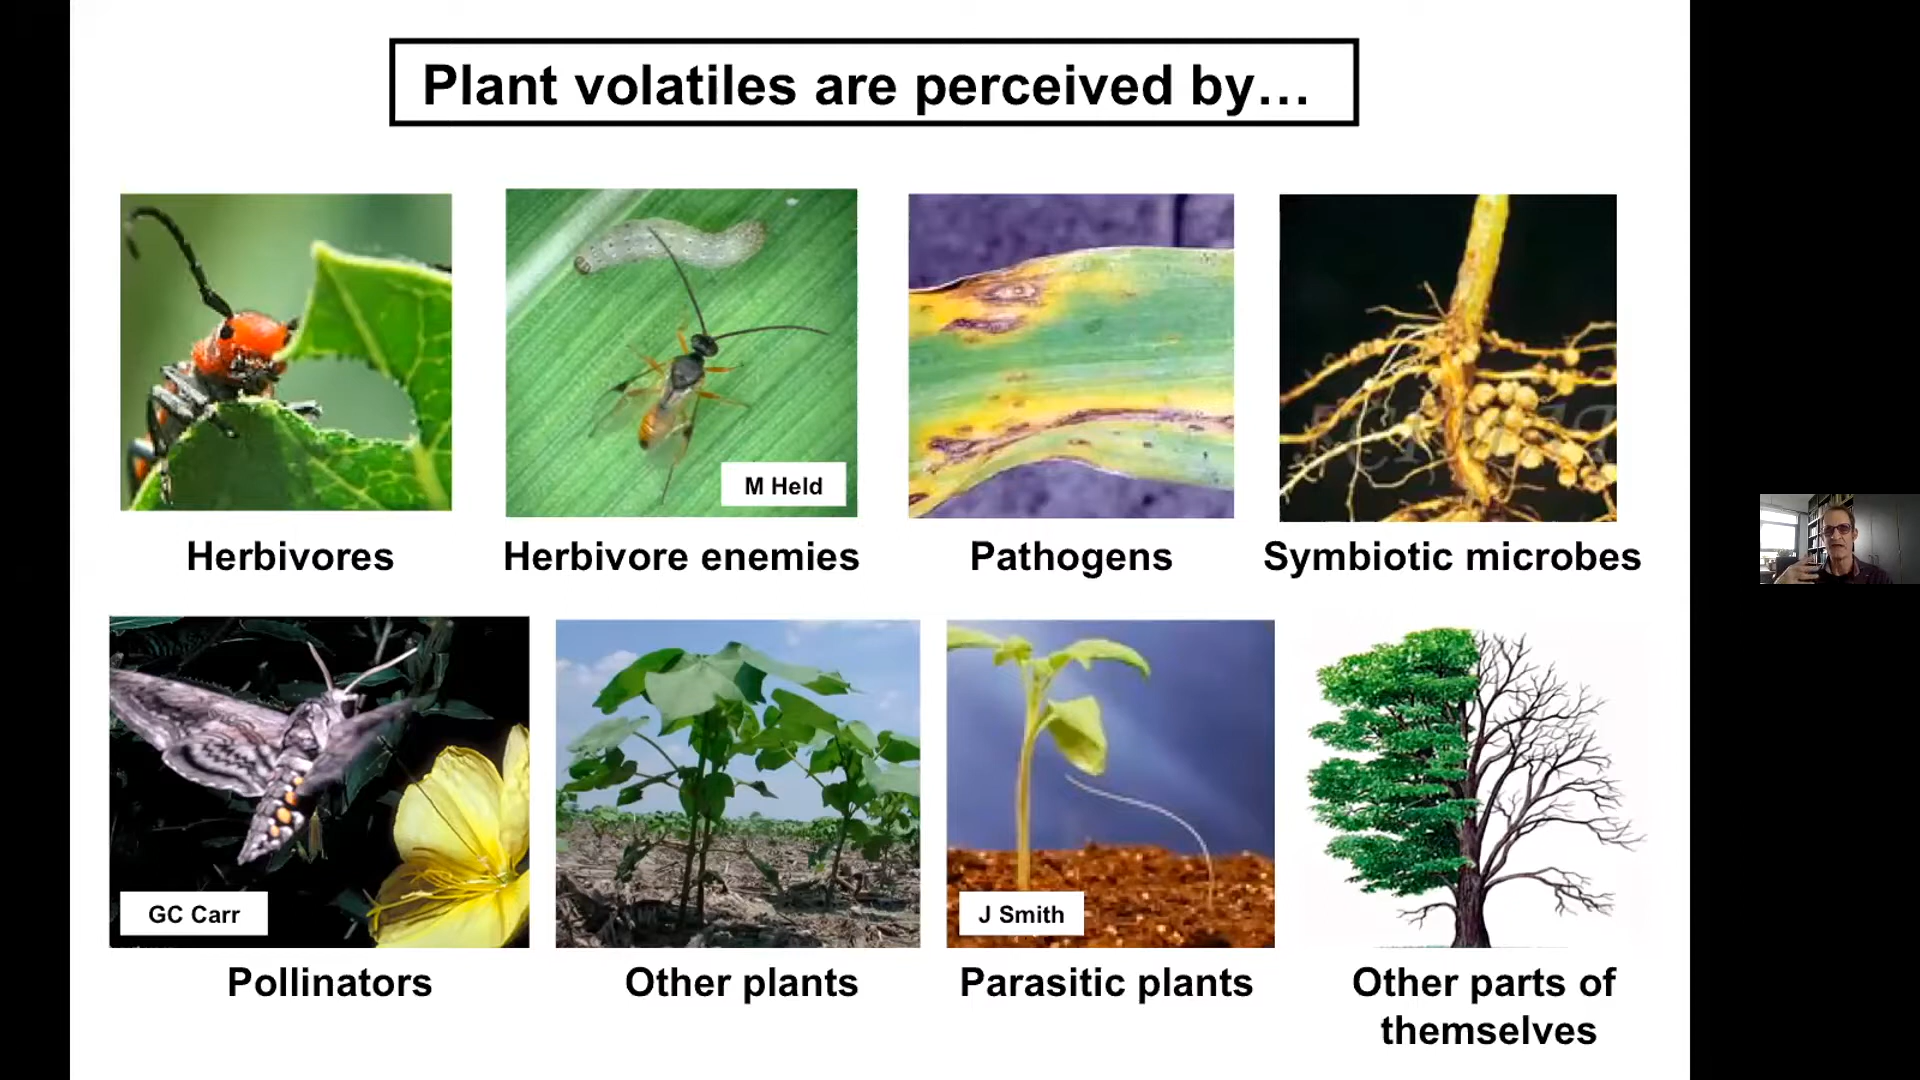 Plant volatiles are perceived by…
M Held
Herbivores
Herbivore enemies
Pathogens
Symbiotic microbes
GC Carr
J Smith
Pollinators
Other plants
Parasitic plants
Other parts of
themselves